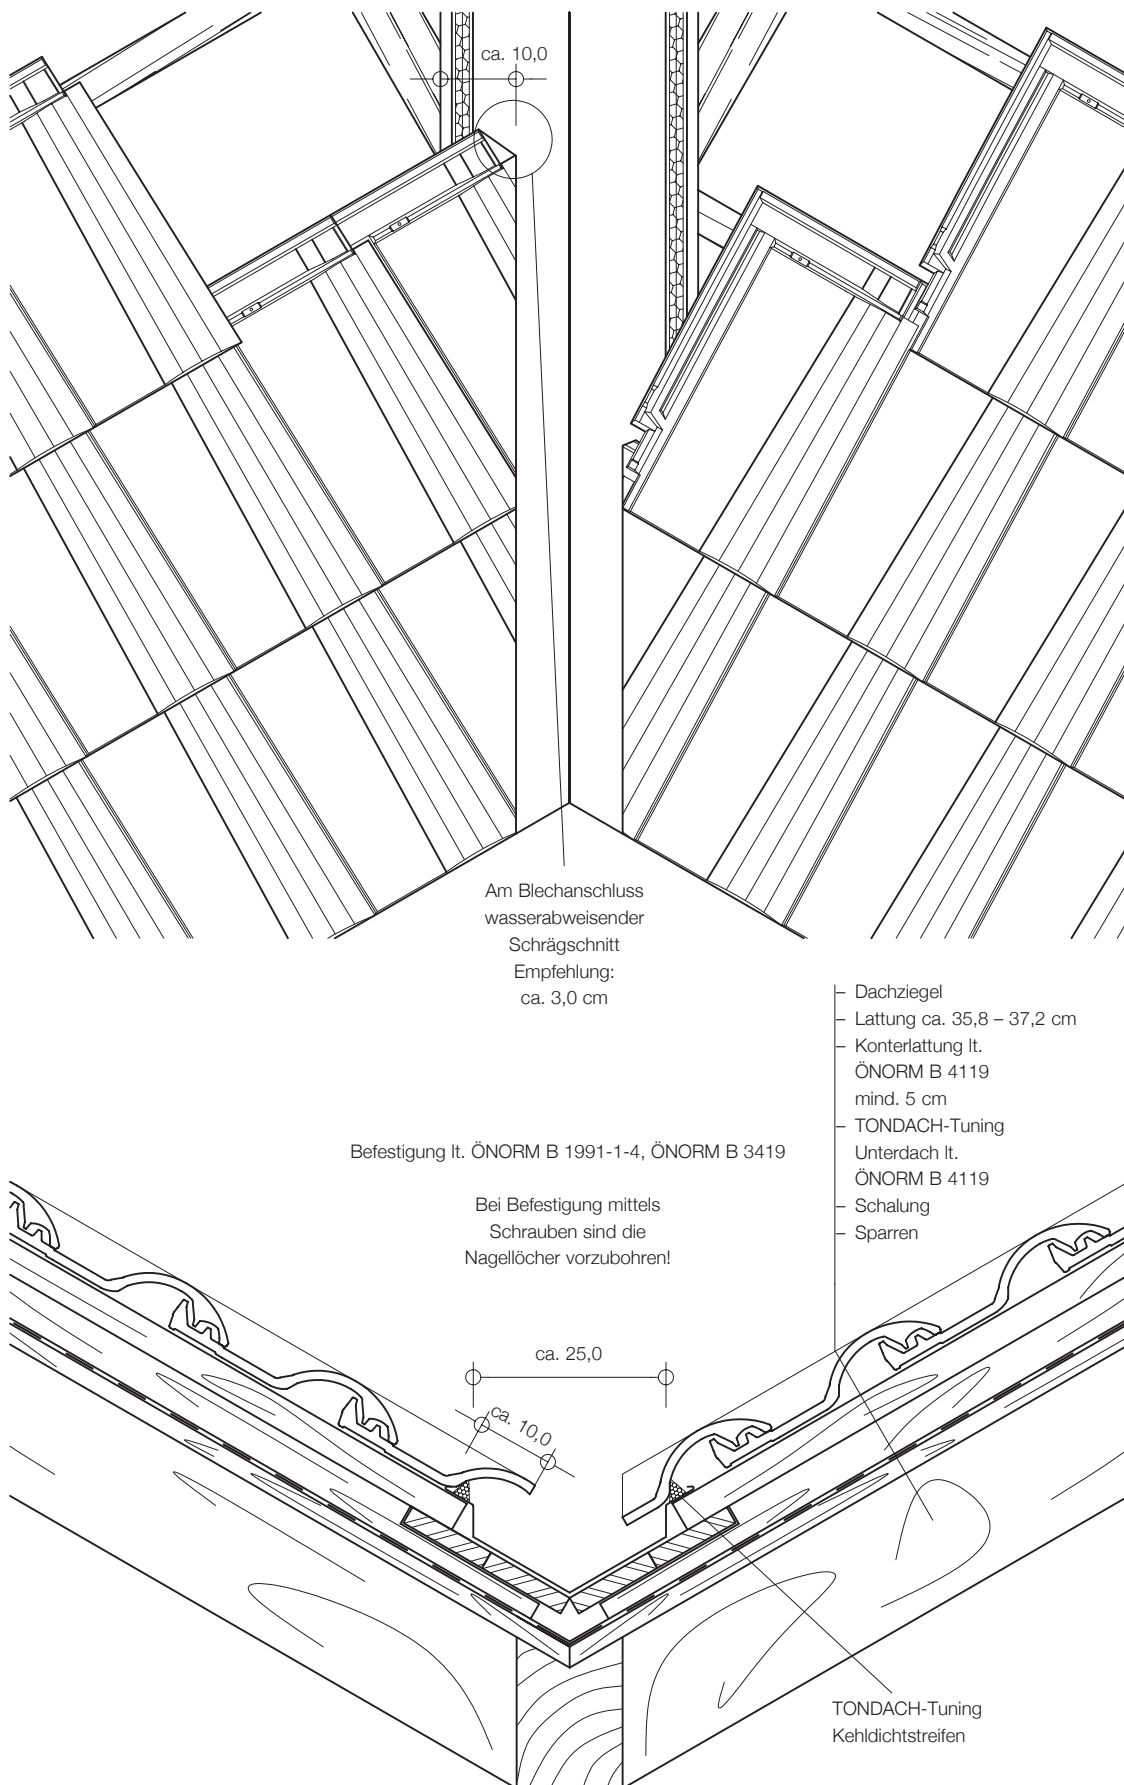 ca. 10,0
Am Blechanschluss
wasserabweisender
Schrägschnitt
Empfehlung:
ca. 3,0 cm
– Dachziegel
– Lattung ca. 35,8 – 37,2 cm
– Konterlattung lt.
ÖNORM B 4119
mind. 5 cm
– TONDACH-Tuning
Unterdach lt.
ÖNORM B 4119
– Schalung
– Sparren
Befestigung lt. ÖNORM B 1991-1-4, ÖNORM B 3419
Bei Befestigung mittels
Schrauben sind die
Nagellöcher vorzubohren!
ca. 25,0
ca. 10,0
TONDACH-Tuning
Kehldichtstreifen